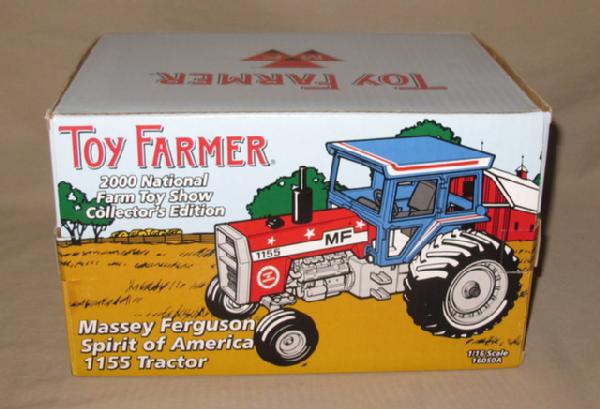 TOY FARMER
TOY FARMER®
2000 National
Farm Toy Show
Collector's Edition
1155
MF
Massey Ferguson
Spirit of America
1155 Tractor
1/16 Scale
16050A